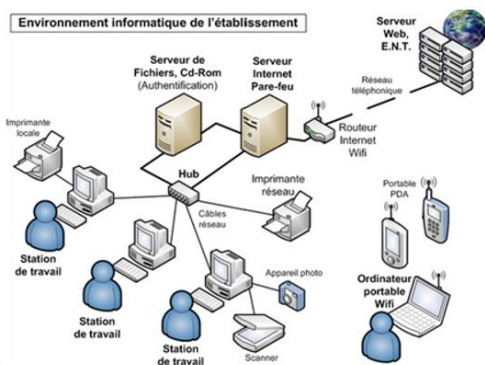 Environnement informatique de l'établissement
Serveur
Web,
E.N.T.
Serveur de
Fichiers, Cd-Rom
(Authentification)
Serveur
Internet
Pare-feu
Réseau
téléphonique
Routeur
Internet
Wifi
Imprimante
locale
Hub
Imprimante
réseau
Câbles
réseau
Portable
PDA
Station
de travail
Appareil photo
Ordinateur
portable
Wifi
Station
de travail
Station
de travail
Scanner